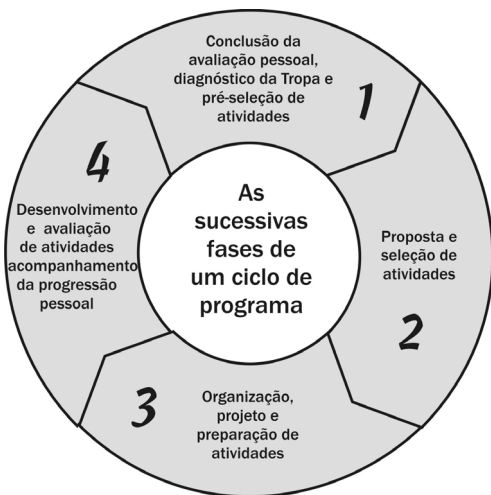 Conclusão da
avaliação pessoal,
diagnóstico da Tropa e
pré-seleção de
atividades
1
As
sucessivas
fases de
um ciclo de
programa
Proposta e
seleção de
atividades
2
Organização,
projeto e
preparação de
atividades
3
4
Desenvolvimento
e avaliação
de atividades
acompanhamento
da progressão
pessoal